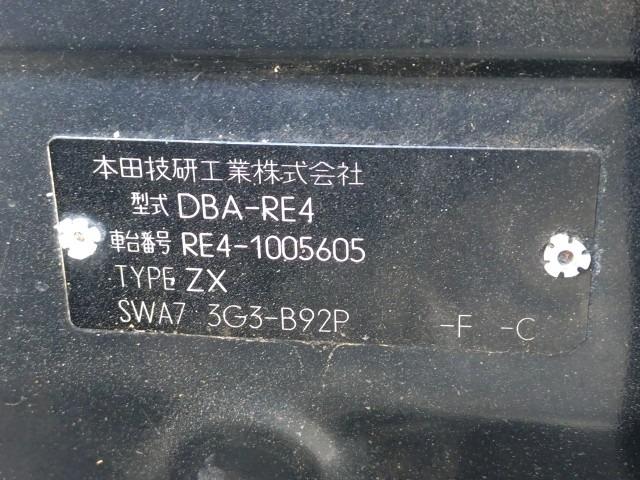 本田技研工業株式会社
型式 DBA-RE4
車台番号 RE4-1005605
TYPE ZX
SWA7 3G3-B92P -F -C